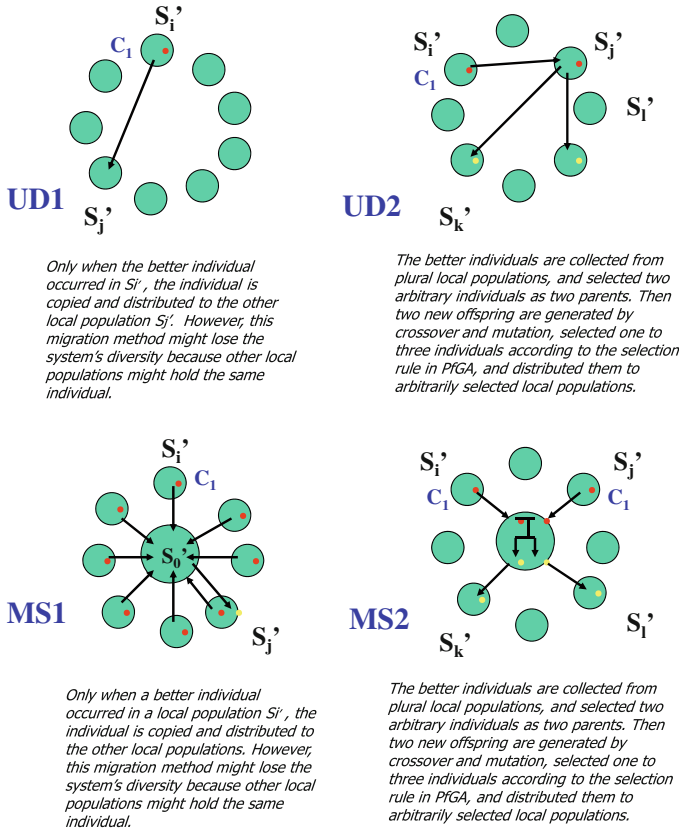 Si’
C1
Sj’
UD1
Si’
C1
Sj’
Sl’
Sk’
UD2
Only when the better individual
occurred in Si′ , the individual is
copied and distributed to the other
local population Sj′. However, this
migration method might lose the
system’s diversity because other local
populations might hold the same
individual.
The better individuals are collected from
plural local populations, and selected two
arbitrary individuals as two parents. Then
two new offspring are generated by
crossover and mutation, selected one to
three individuals according to the selection
rule in PfGA, and distributed them to
arbitrarily selected local populations.
Si’
C1
S0’
Sj’
MS1
Si’
C1
Sj’
C1
Sk’
Sl’
MS2
Only when a better individual
occurred in a local population Si′ , the
individual is copied and distributed to
the other local populations. However,
this migration method might lose the
system’s diversity because other local
populations might hold the same
individual.
The better individuals are collected from
plural local populations, and selected two
arbitrary individuals as two parents. Then
two new offspring are generated by
crossover and mutation, selected one to
three individuals according to the selection
rule in PfGA, and distributed them to
arbitrarily selected local populations.